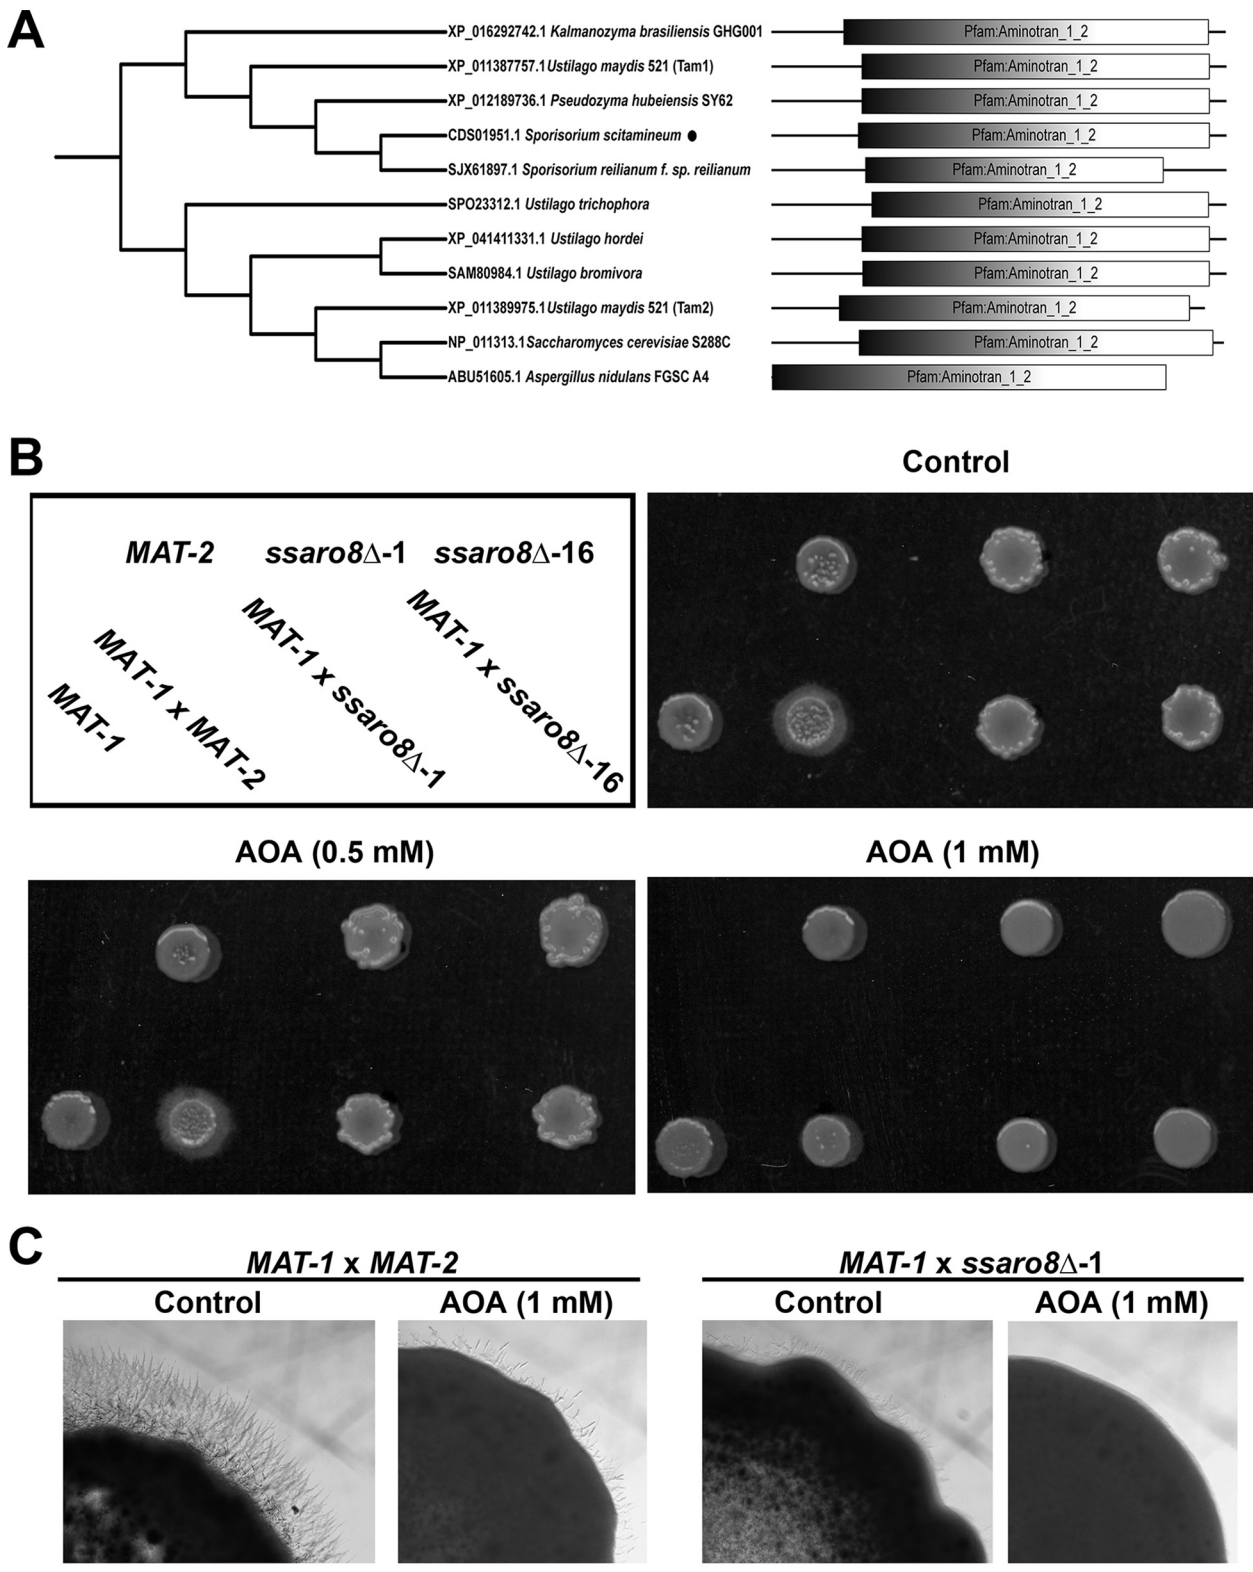 A
XP_016292742.1 Kalmanozyma brasiliensis GHG001 Pfam:Aminotran_1_2
XP_011387757.1 Ustilago maydis 521 (Tam1) Pfam:Aminotran_1_2
XP_012189736.1 Pseudozyma hubeiensis SY62 Pfam:Aminotran_1_2
CDS01951.1 Sporisorium scitamineum ● Pfam:Aminotran_1_2
SJX61897.1 Sporisorium reilianum f. sp. reilianum Pfam:Aminotran_1_2
SPO23312.1 Ustilago trichophora Pfam:Aminotran_1_2
XP_041411331.1 Ustilago hordei Pfam:Aminotran_1_2
SAM80984.1 Ustilago bromivora Pfam:Aminotran_1_2
XP_011389975.1 Ustilago maydis 521 (Tam2) Pfam:Aminotran_1_2
NP_011313.1 Saccharomyces cerevisiae S288C Pfam:Aminotran_1_2
ABU51605.1 Aspergillus nidulans FGSC A4 Pfam:Aminotran_1_2
B
Control
MAT-2 ssaro8Δ-1 ssaro8Δ-16
MAT-1
MAT-1 x MAT-2
MAT-1 x ssaro8Δ-1
MAT-1 x ssaro8Δ-16
AOA (0.5 mM) AOA (1 mM)
C
MAT-1 x MAT-2 MAT-1 x ssaro8Δ-1
Control AOA (1 mM) Control AOA (1 mM)